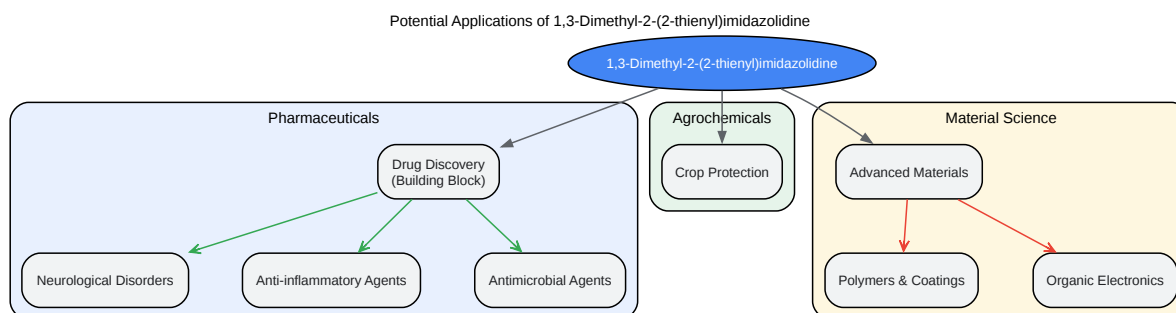 Potential Applications of 1,3-Dimethyl-2-(2-thienyl)imidazolidine
1,3-Dimethyl-2-(2-thienyl)imidazolidine
Pharmaceuticals
Agrochemicals
Material Science
Drug Discovery
(Building Block)
Crop Protection
Advanced Materials
Neurological Disorders
Anti-inflammatory Agents
Antimicrobial Agents
Polymers & Coatings
Organic Electronics